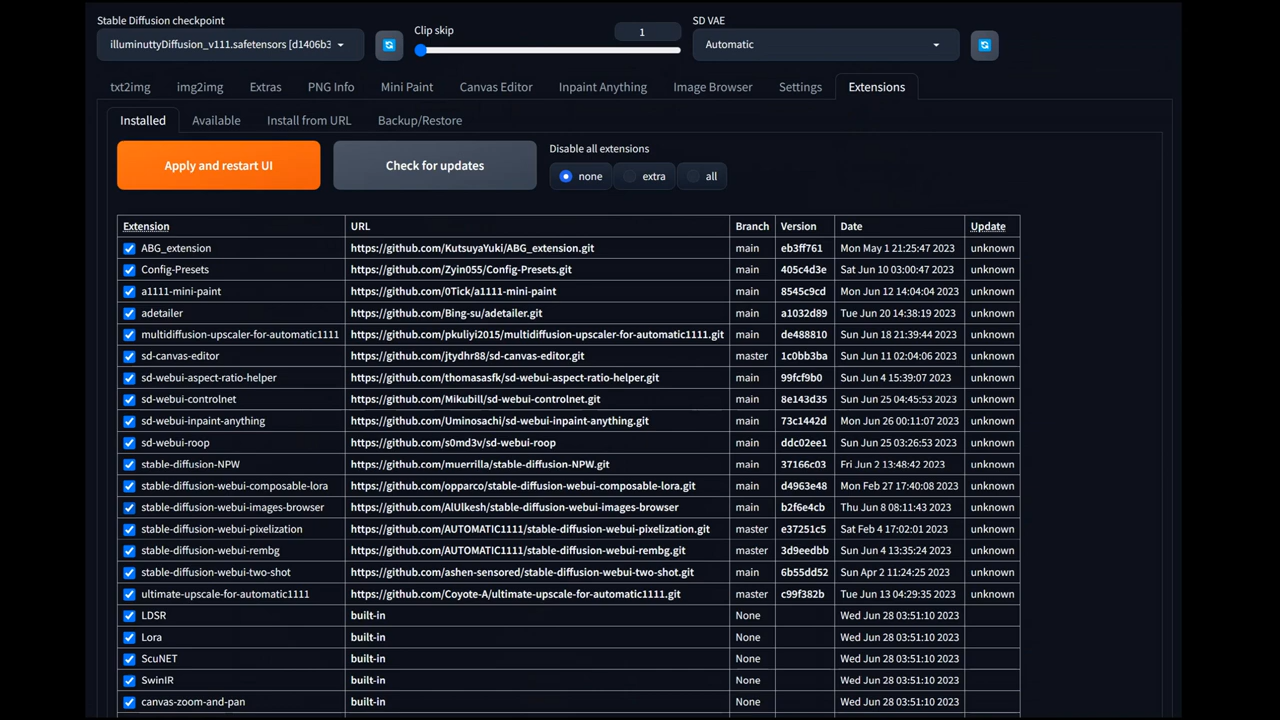 Stable Diffusion checkpoint
illuminuttyDiffusion_v111.safetensors [d1406b3
Clip skip
1
SD VAE
Automatic
txt2img img2img Extras PNG Info Mini Paint Canvas Editor Inpaint Anything Image Browser Settings Extensions
Installed Available Install from URL Backup/Restore
Apply and restart UI
Check for updates
Disable all extensions
none extra all
Extension URL Branch Version Date Update
ABG_extension https://github.com/KutsuyaYuki/ABG_extension.git main eb3ff761 Mon May 1 21:25:47 2023 unknown
Config-Presets https://github.com/Zyin055/Config-Presets.git main 405c4d3e Sat Jun 10 03:00:47 2023 unknown
a1111-mini-paint https://github.com/0Tick/a1111-mini-paint main 8545c9cd Mon Jun 12 14:04:04 2023 unknown
adetailer https://github.com/Bing-su/adetailer.git main a1032d89 Tue Jun 20 14:38:19 2023 unknown
multidiffusion-upscaler-for-automatic1111 https://github.com/pkuliyi2015/multidiffusion-upscaler-for-automatic1111.git main de488810 Sun Jun 18 21:39:44 2023 unknown
sd-canvas-editor https://github.com/jtydhr88/sd-canvas-editor.git master 1c0bb3ba Sun Jun 11 02:04:06 2023 unknown
sd-webui-aspect-ratio-helper https://github.com/thomasasfk/sd-webui-aspect-ratio-helper.git main 99fcf9b0 Sun Jun 4 15:39:07 2023 unknown
sd-webui-controlnet https://github.com/Mikubill/sd-webui-controlnet.git main 8e143d35 Sun Jun 25 04:45:53 2023 unknown
sd-webui-inpaint-anything https://github.com/Uminosachi/sd-webui-inpaint-anything.git main 73c1442d Mon Jun 26 00:11:07 2023 unknown
sd-webui-roop https://github.com/s0md3v/sd-webui-roop main ddc02ee1 Sun Jun 25 03:26:53 2023 unknown
stable-diffusion-NPW https://github.com/muerrilla/stable-diffusion-NPW.git main 37166c03 Fri Jun 2 13:48:42 2023 unknown
stable-diffusion-webui-composable-lora https://github.com/opparco/stable-diffusion-webui-composable-lora.git main d4963e48 Mon Feb 27 17:40:08 2023 unknown
stable-diffusion-webui-images-browser https://github.com/AlUlkesh/stable-diffusion-webui-images-browser main b2f6e4cb Thu Jun 8 08:11:43 2023 unknown
stable-diffusion-webui-pixelization https://github.com/AUTOMATIC1111/stable-diffusion-webui-pixelization.git master e37251c5 Sat Feb 4 17:02:01 2023 unknown
stable-diffusion-webui-rembg https://github.com/AUTOMATIC1111/stable-diffusion-webui-rembg.git master 3d9eedbb Sun Jun 4 13:35:24 2023 unknown
stable-diffusion-webui-two-shot https://github.com/ashen-sensored/stable-diffusion-webui-two-shot.git main 6b55dd52 Sun Apr 2 11:24:25 2023 unknown
ultimate-upscale-for-automatic1111 https://github.com/Coyote-A/ultimate-upscale-for-automatic1111.git master c99f382b Tue Jun 13 04:29:35 2023 unknown
LDSR built-in None Wed Jun 28 03:51:10 2023
Lora built-in None Wed Jun 28 03:51:10 2023
ScuNET built-in None Wed Jun 28 03:51:10 2023
SwinIR built-in None Wed Jun 28 03:51:10 2023
canvas-zoom-and-pan built-in None Wed Jun 28 03:51:10 2023